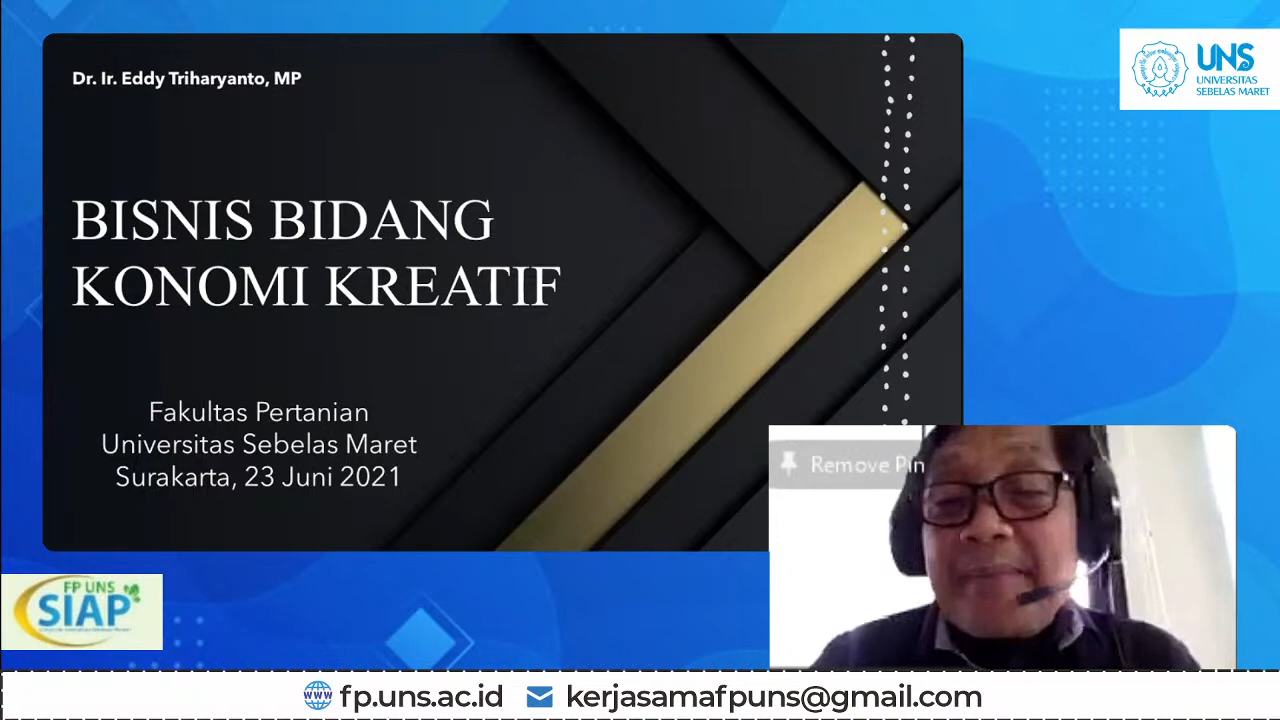 Dr. Ir. Eddy Triharyanto, MP
UNS
UNIVERSITAS
SEBELAS MARET
BISNIS BIDANG
KONOMI KREATIF
Fakultas Pertanian
Universitas Sebelas Maret
Surakarta, 23 Juni 2021
Remove Pin
FP UNS
SIAP
www
fp.uns.ac.id
kerjasamafpuns@gmail.com